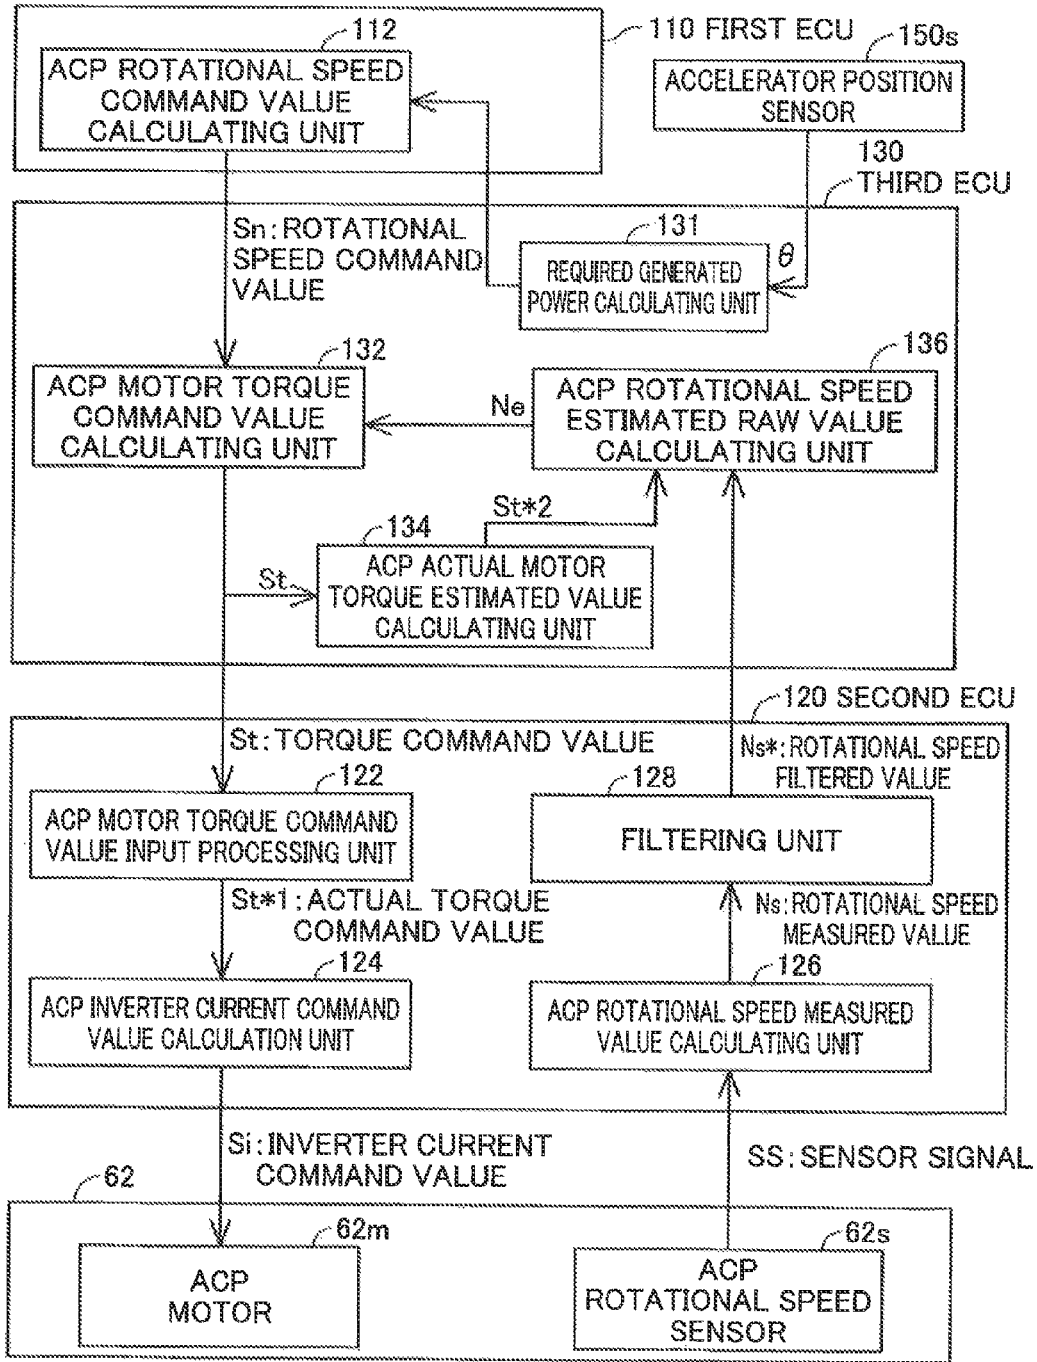 112
110 FIRST ECU
150s
ACP ROTATIONAL SPEED
COMMAND VALUE
CALCULATING UNIT
ACCELERATOR POSITION
SENSOR
130
THIRD ECU
Sn:ROTATIONAL
SPEED COMMAND
VALUE
131
θ
REQUIRED GENERATED
POWER CALCULATING UNIT
132
136
ACP MOTOR TORQUE
COMMAND VALUE
CALCULATING UNIT
Ne
ACP ROTATIONAL SPEED
ESTIMATED RAW VALUE
CALCULATING UNIT
St*2
134
St
ACP ACTUAL MOTOR
TORQUE ESTIMATED VALUE
CALCULATING UNIT
120 SECOND ECU
St:TORQUE COMMAND VALUE
Ns*:ROTATIONAL SPEED
FILTERED VALUE
122
128
ACP MOTOR TORQUE COMMAND
VALUE INPUT PROCESSING UNIT
FILTERING UNIT
St*1:ACTUAL TORQUE
COMMAND VALUE
Ns:ROTATIONAL SPEED
MEASURED VALUE
124
126
ACP INVERTER CURRENT COMMAND
VALUE CALCULATION UNIT
ACP ROTATIONAL SPEED MEASURED
VALUE CALCULATING UNIT
Si:INVERTER CURRENT
COMMAND VALUE
SS:SENSOR SIGNAL
62
62m
62s
ACP
MOTOR
ACP
ROTATIONAL SPEED
SENSOR